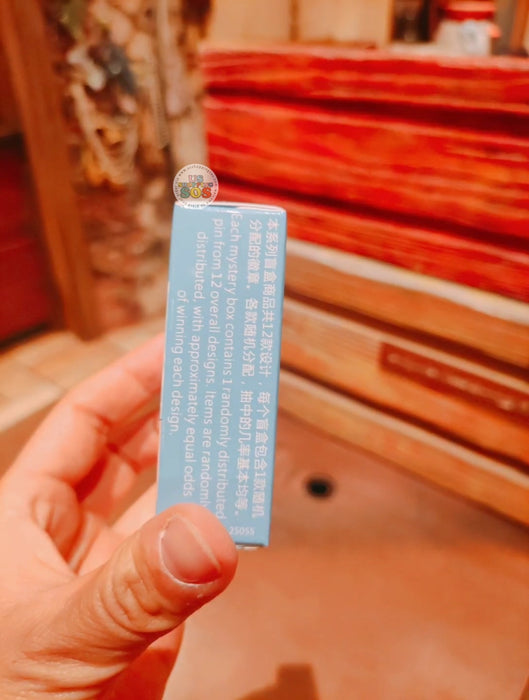 本系列盲盒商品共12款设计，每个盲盒包含1款随机
分配的徽章。各款随机分配，抽中的几率基本均等。
Each mystery box contains 1 randomly distributed
pin from 12 overall designs. Items are randomly
distributed, with approximately equal odds
of winning each design.
25055